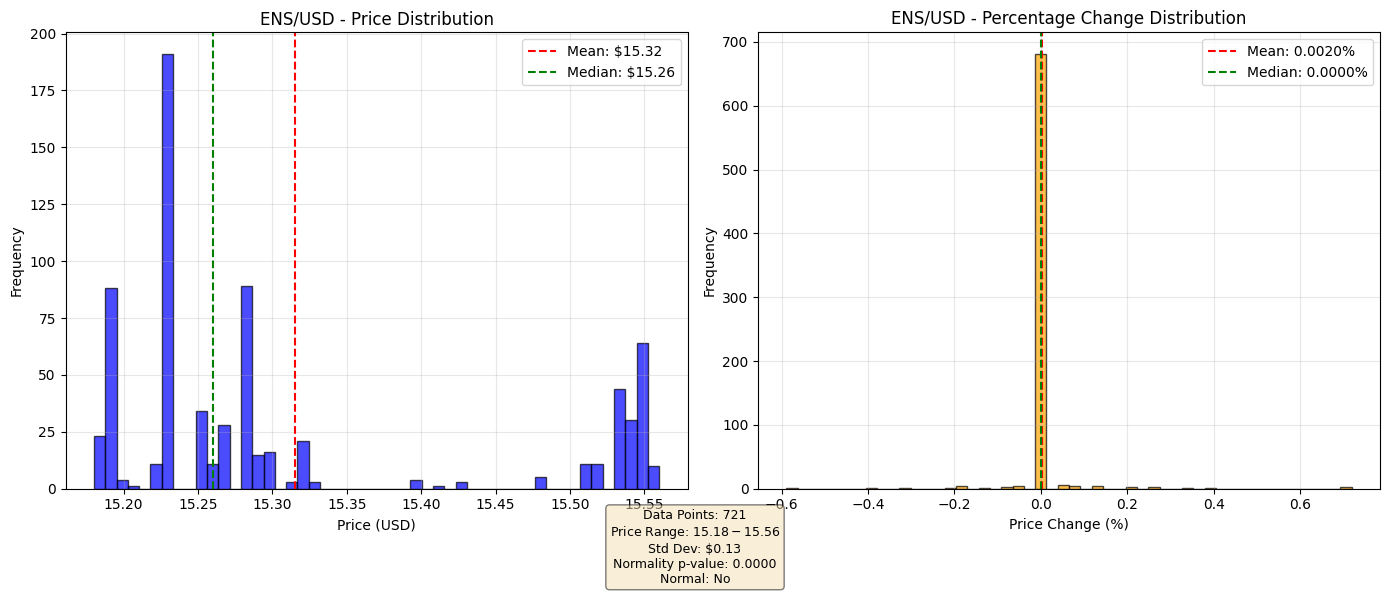 ENS/USD - Price Distribution
200
175
150
125
100
75
50
25
0
Frequency
Mean: $15.32
Median: $15.26
15.20
15.25
15.30
15.35
15.40
15.45
15.50
15.55
Price (USD)
ENS/USD - Percentage Change Distribution
700
600
500
400
300
200
100
0
Frequency
Mean: 0.0020%
Median: 0.0000%
−0.6
−0.4
−0.2
0.0
0.2
0.4
0.6
Price Change (%)
Data Points: 721
Price Range: 15.18 − 15.56
Std Dev: $0.13
Normality p-value: 0.0000
Normal: No